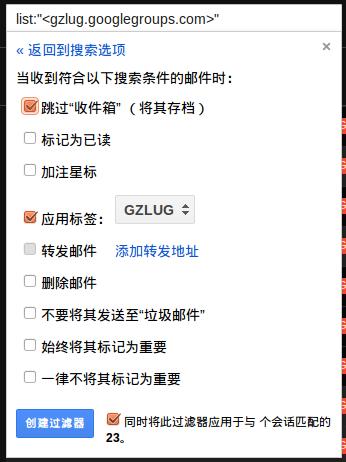 list:"<gzlug.googlegroups.com>"
« 返回到搜索选项 ×
当收到符合以下搜索条件的邮件时：
跳过“收件箱” （将其存档）
标记为已读
加注星标
应用标签： GZLUG
转发邮件 添加转发地址
删除邮件
不要将其发送至“垃圾邮件”
始终将其标记为重要
一律不将其标记为重要
创建过滤器 同时将此过滤器应用于与 个会话匹配的
23。